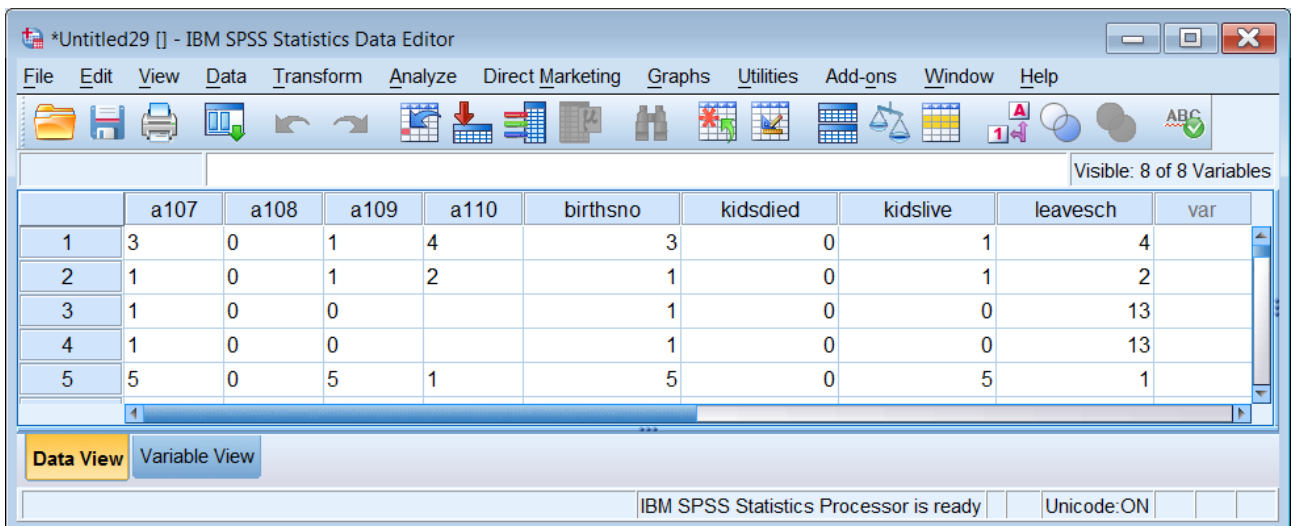 *Untitled29 [] - IBM SPSS Statistics Data Editor
File Edit View Data Transform Analyze Direct Marketing Graphs Utilities Add-ons Window Help
μ A 1 ABC
Visible: 8 of 8 Variables
a107 a108 a109 a110 birthsno kidsdied kidslive leavesch var
1 3 0 1 4 3 0 1 4
2 1 0 1 2 1 0 1 2
3 1 0 0 1 0 0 13
4 1 0 0 1 0 0 13
5 5 0 5 1 5 0 5 1
Data View Variable View
IBM SPSS Statistics Processor is ready Unicode:ON